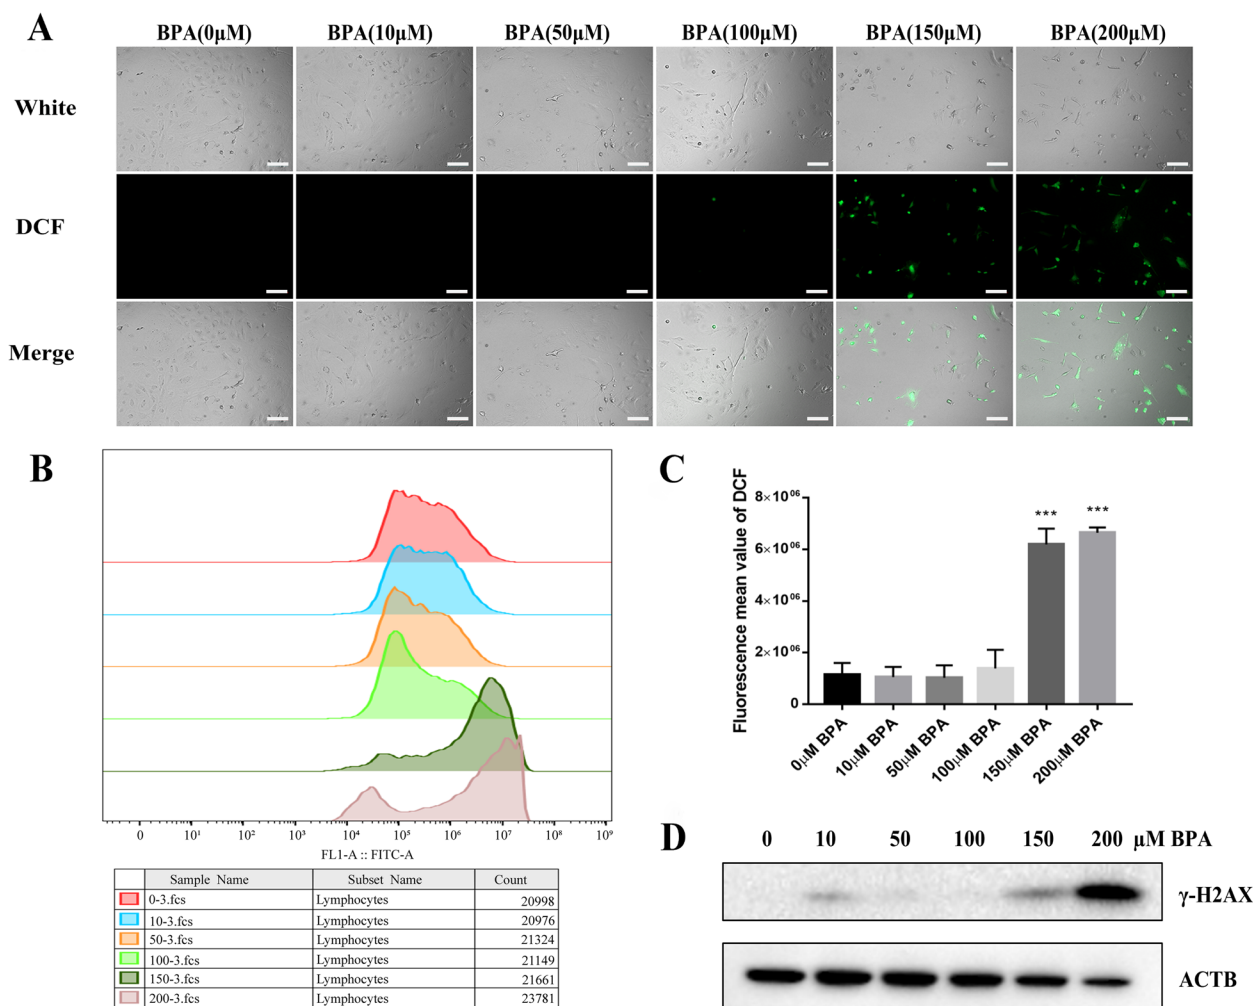 A
BPA(0μM) BPA(10μM) BPA(50μM) BPA(100μM) BPA(150μM) BPA(200μM)
White
DCF
Merge
B
0 10¹ 10² 10³ 10⁴ 10⁵ 10⁶ 10⁷ 10⁸ 10⁹
FL1-A :: FITC-A
Sample Name Subset Name Count
0-3.fcs Lymphocytes 20998
10-3.fcs Lymphocytes 20976
50-3.fcs Lymphocytes 21324
100-3.fcs Lymphocytes 21149
150-3.fcs Lymphocytes 21661
200-3.fcs Lymphocytes 23781
C
Fluorescence mean value of DCF
8×10⁰⁶
6×10⁰⁶
4×10⁰⁶
2×10⁰⁶
0
*** ***
0μM BPA
10μM BPA
50μM BPA
100μM BPA
150μM BPA
200μM BPA
D
0 10 50 100 150 200 μM BPA
γ-H2AX
ACTB